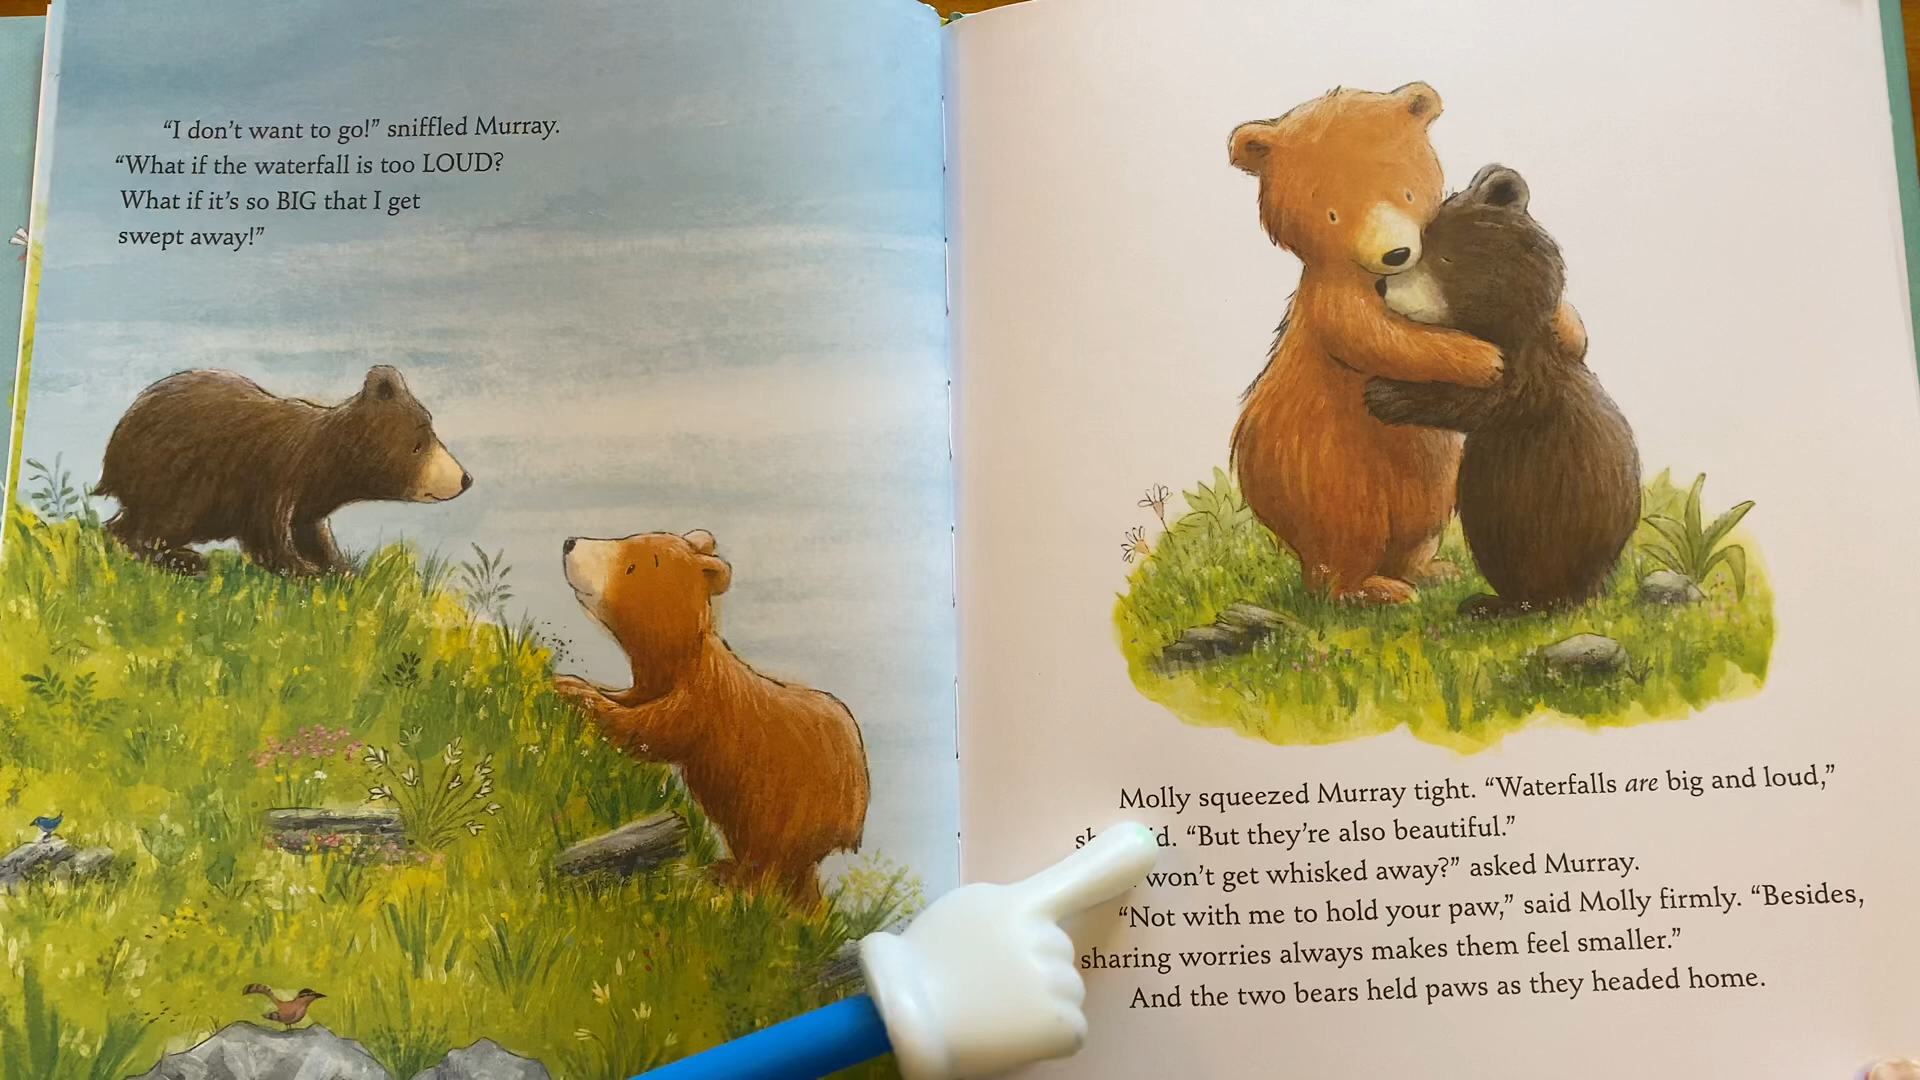 “I don’t want to go!” sniffled Murray.
“What if the waterfall is too LOUD?
What if it’s so BIG that I get
swept away!”
Molly squeezed Murray tight. “Waterfalls are big and loud,”
“But they’re also beautiful.”
won’t get whisked away?” asked Murray.
“Not with me to hold your paw,” said Molly firmly. “Besides,
sharing worries always makes them feel smaller.”
And the two bears held paws as they headed home.